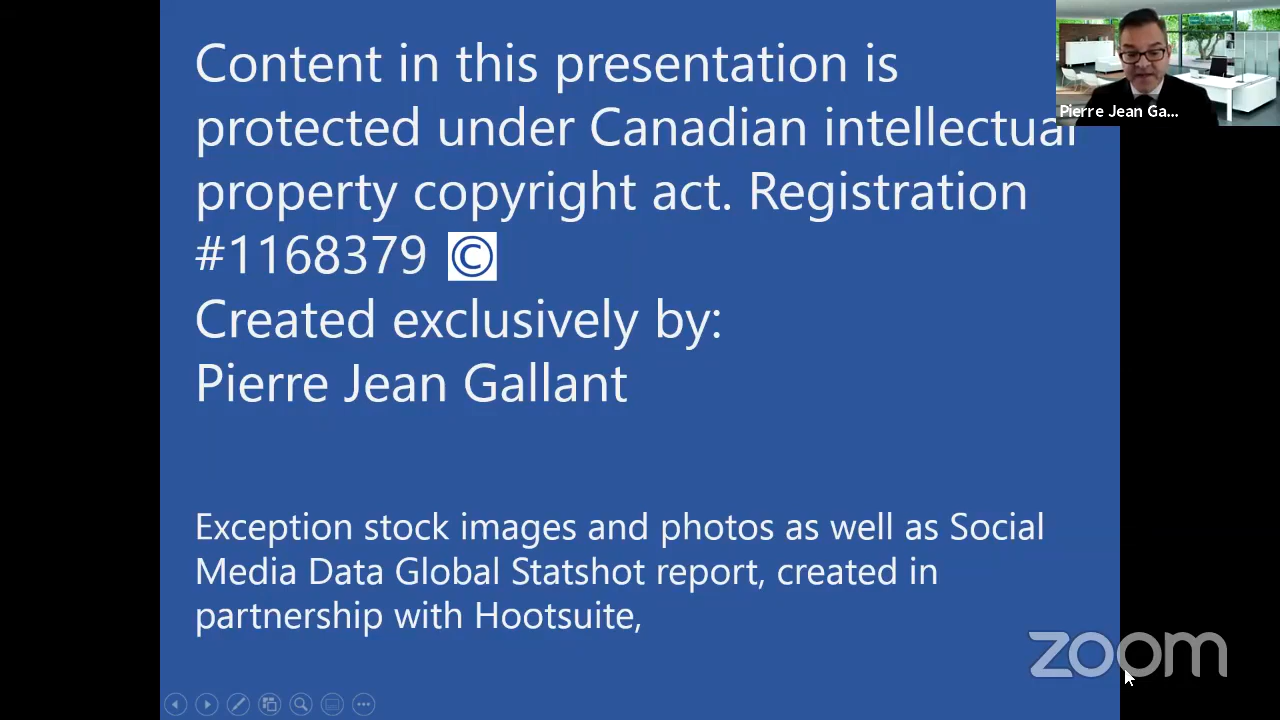 Content in this presentation is
protected under Canadian intellectual
property copyright act. Registration
#1168379 ©
Created exclusively by:
Pierre Jean Gallant
Exception stock images and photos as well as Social
Media Data Global Statshot report, created in
partnership with Hootsuite,
Pierre Jean Ga...
zoom